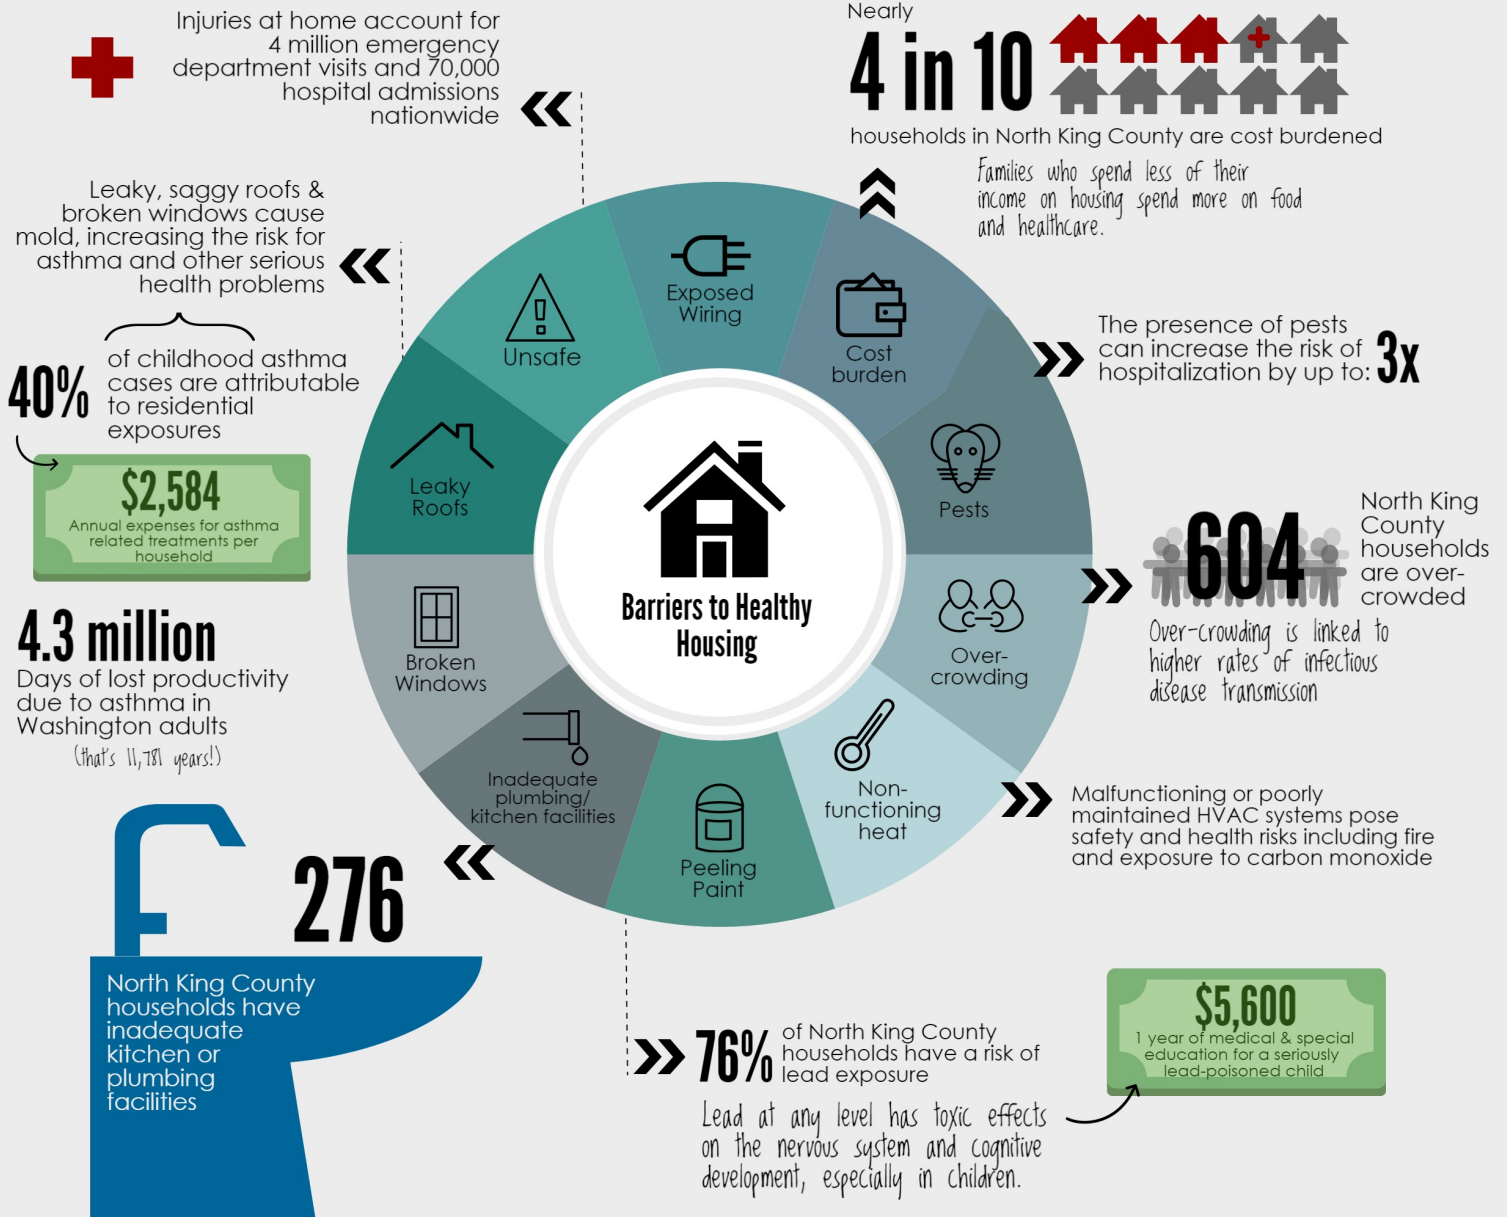 Injuries at home account for
4 million emergency
department visits and 70,000
hospital admissions
nationwide
Nearly
4 in 10
households in North King County are cost burdened
Families who spend less of their
income on housing spend more on food
and healthcare.
Leaky, saggy roofs &
broken windows cause
mold, increasing the risk for
asthma and other serious
health problems
40%
of childhood asthma
cases are attributable
to residential
exposures
$2,584
Annual expenses for asthma
related treatments per
household
4.3 million
Days of lost productivity
due to asthma in
Washington adults
(that's 11,781 years!)
Exposed
Wiring
Cost
burden
Pests
Over-
crowding
Non-
functioning
heat
Peeling
Paint
Inadequate
plumbing/
kitchen facilities
Broken
Windows
Leaky
Roofs
Unsafe
Barriers to Healthy
Housing
The presence of pests
can increase the risk of
hospitalization by up to: 3x
604
North King
County
households
are over-
crowded
Over-crowding is linked to
higher rates of infectious
disease transmission
Malfunctioning or poorly
maintained HVAC systems pose
safety and health risks including fire
and exposure to carbon monoxide
276
North King County
households have
inadequate
kitchen or
plumbing
facilities
76%
of North King County
households have a risk of
lead exposure
Lead at any level has toxic effects
on the nervous system and cognitive
development, especially in children.
$5,600
1 year of medical & special
education for a seriously
lead-poisoned child